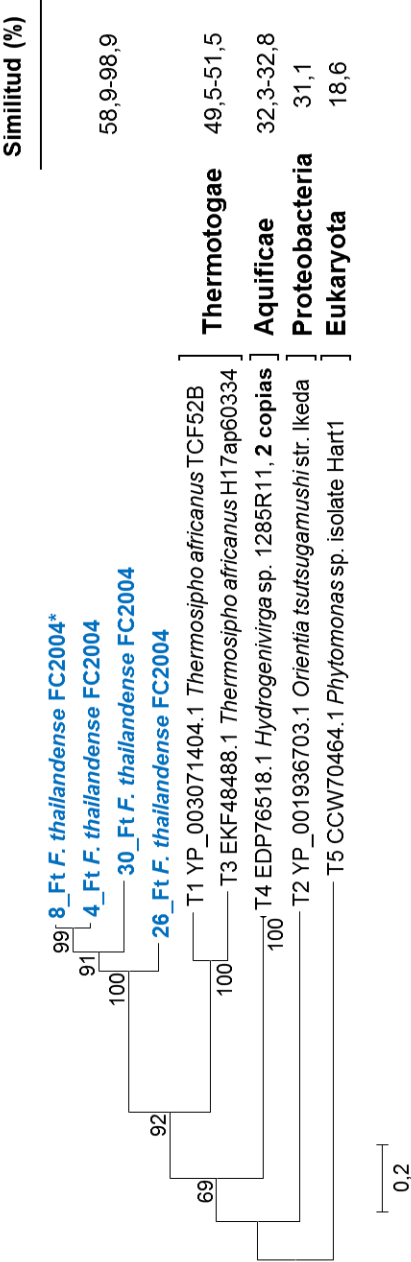 Similitud (%)
8_Ft F. thailandense FC2004*
4_Ft F. thailandense FC2004
30_Ft F. thailandense FC2004
26_Ft F. thailandense FC2004
58,9-98,9
T1 YP_003071404.1 Thermosipho africanus TCF52B
T3 EKF48488.1 Thermosipho africanus H17ap60334
Thermotogae
49,5-51,5
T4 EDP76518.1 Hydrogenivirga sp. 1285R11, 2 copias
Aquificae
32,3-32,8
T2 YP_001936703.1 Orientia tsutsugamushi str. Ikeda
Proteobacteria
31,1
T5 CCW70464.1 Phytomonas sp. isolate Hart1
Eukaryota
18,6
99
91
100
92
100
69
100
0,2